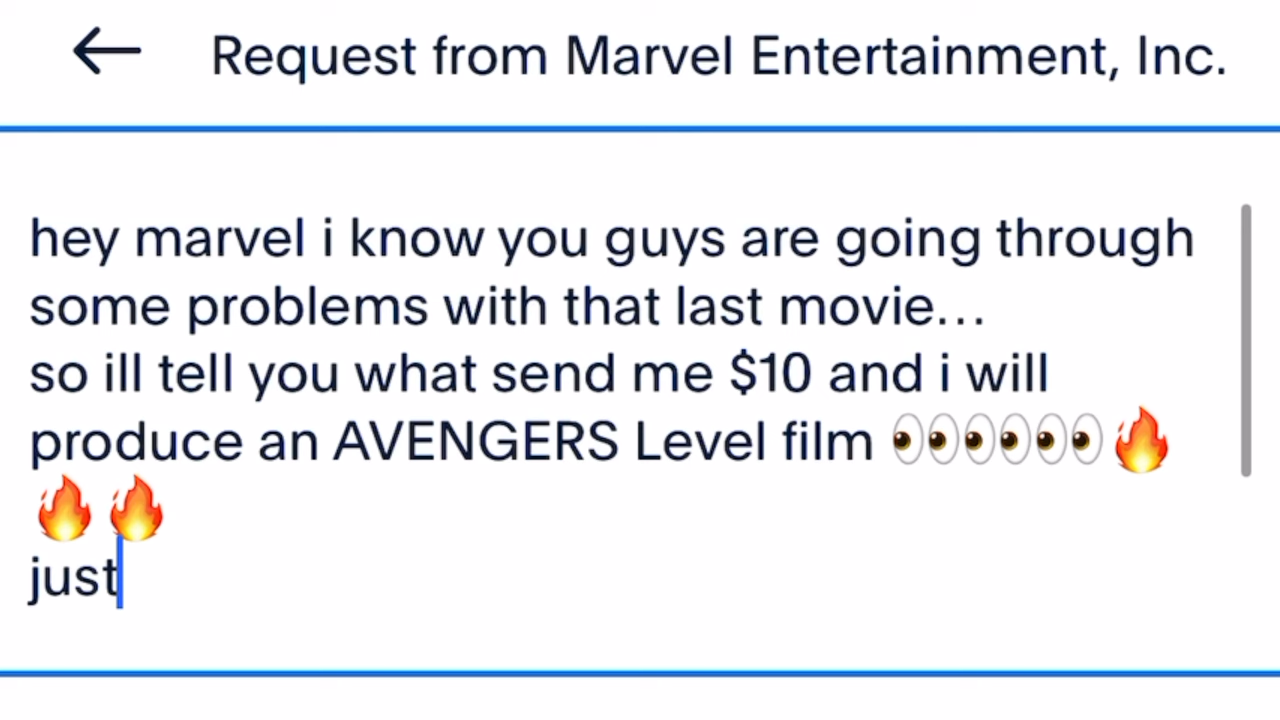 Request from Marvel Entertainment, Inc.
hey marvel i know you guys are going through
some problems with that last movie...
so ill tell you what send me $10 and i will
produce an AVENGERS Level film 👀👀👀🔥
🔥🔥
just